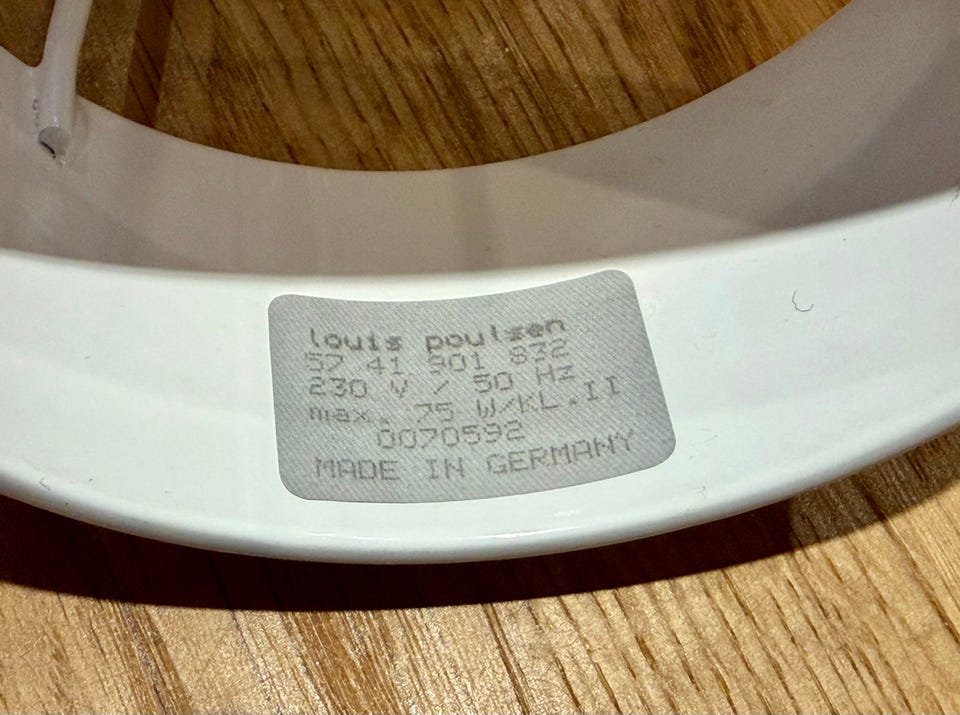 louis poulsen
57 41 901 832
230 V / 50 Hz
max. 75 W/KL.II
0070592
MADE IN GERMANY